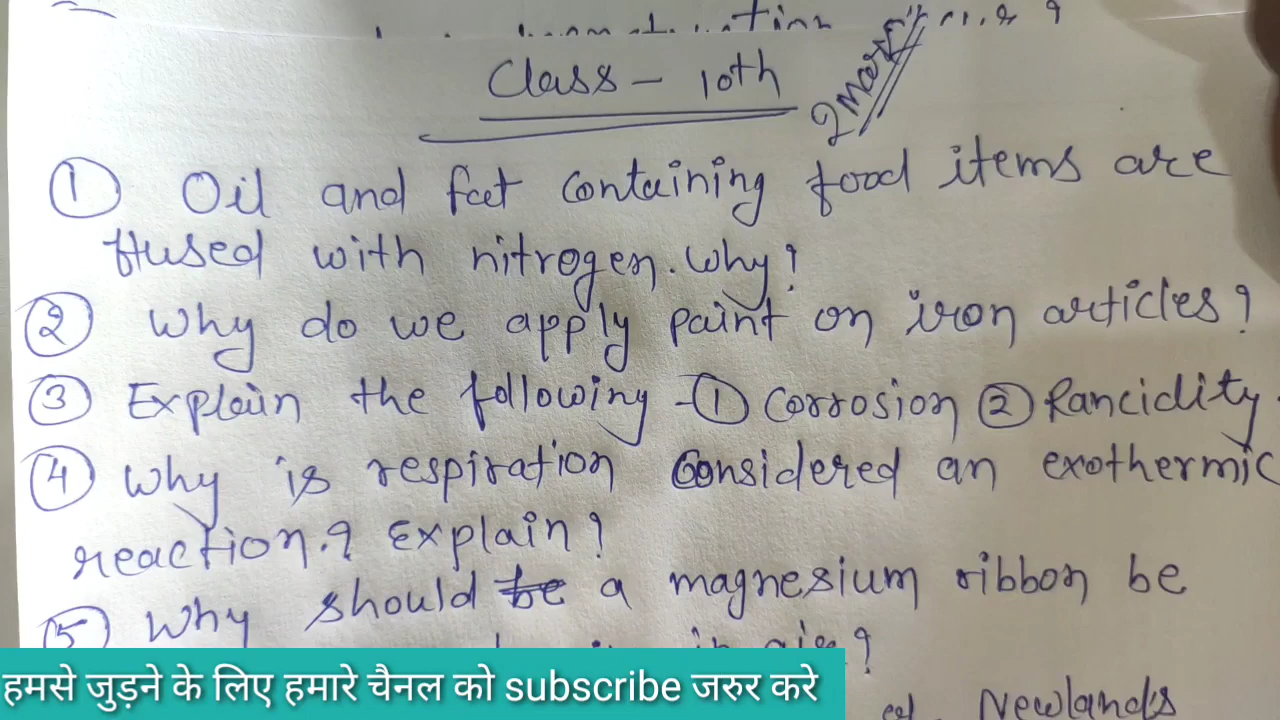 Class - 10th
2 Marks
① Oil and fat containing food items are
flused with nitrogen. Why?
② Why do we apply paint on iron articles?
③ Explain the following - ① Corrosion ② Rancidity.
④ Why is respiration Considered an exothermic
reaction.? Explain?
⑤ Why should be a magnesium ribbon be
in air?
Newlands
हमसे जुड़ने के लिए हमारे चैनल को subscribe जरुर करे